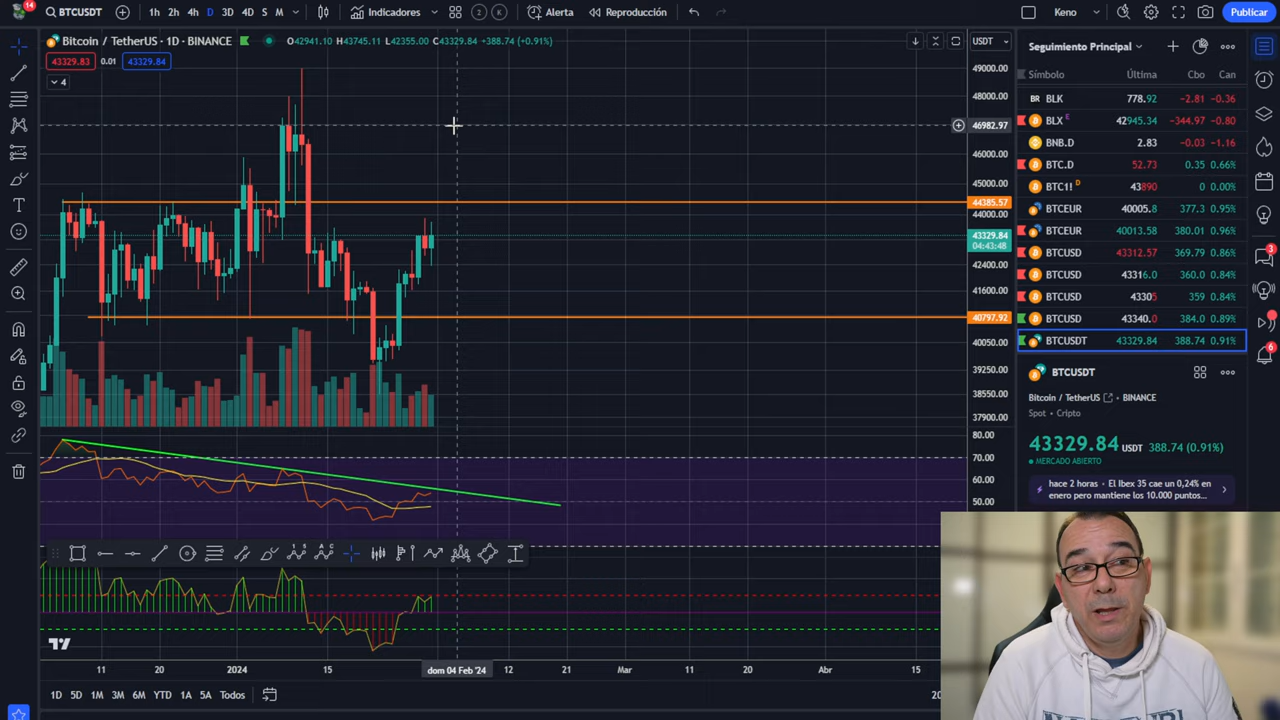 14
BTCUSDT
1h 2h 4h D 3D 4D S M
Indicadores
Alerta
Reproducción
Keno
Publicar
Bitcoin / TetherUS · 1D · BINANCE
O42941.10 H43745.11 L42355.00 C43329.84 +388.74 (+0.91%)
USDT
43329.83 0.01 43329.84
4
49000.00
48000.00
46982.97
46000.00
45000.00
44385.57
44000.00
43329.84
04:43:48
42400.00
41600.00
40797.92
40050.00
39250.00
38550.00
37900.00
80.00
70.00
60.00
50.00
11 20 2024 15 dom 04 Feb '24 12 21 Mar 11 20 Abr 15
1D 5D 1M 3M 6M YTD 1A 5A Todos
20
Seguimiento Principal
Símbolo Última Cbo Can
BR BLK 778.92 -2.81 -0.36
BLX E 42945.34 -344.97 -0.80
BNB.D 2.83 -0.03 -1.16
BTC.D 52.73 0.35 0.66%
BTC1! D 43890 0 0.00%
BTCEUR 40005.8 377.3 0.95%
BTCEUR 40013.58 380.01 0.96%
BTCUSD 43312.57 369.79 0.86%
BTCUSD 43316.0 360.0 0.84%
BTCUSD 43305 359 0.84%
BTCUSD 43340.0 384.0 0.89%
BTCUSDT 43329.84 388.74 0.91%
BTCUSDT
Bitcoin / TetherUS · BINANCE
Spot · Cripto
43329.84 USDT 388.74 (0.91%)
MERCADO ABIERTO
hace 2 horas · El Ibex 35 cae un 0,24% en
enero pero mantiene los 10.000 puntos...
3
6